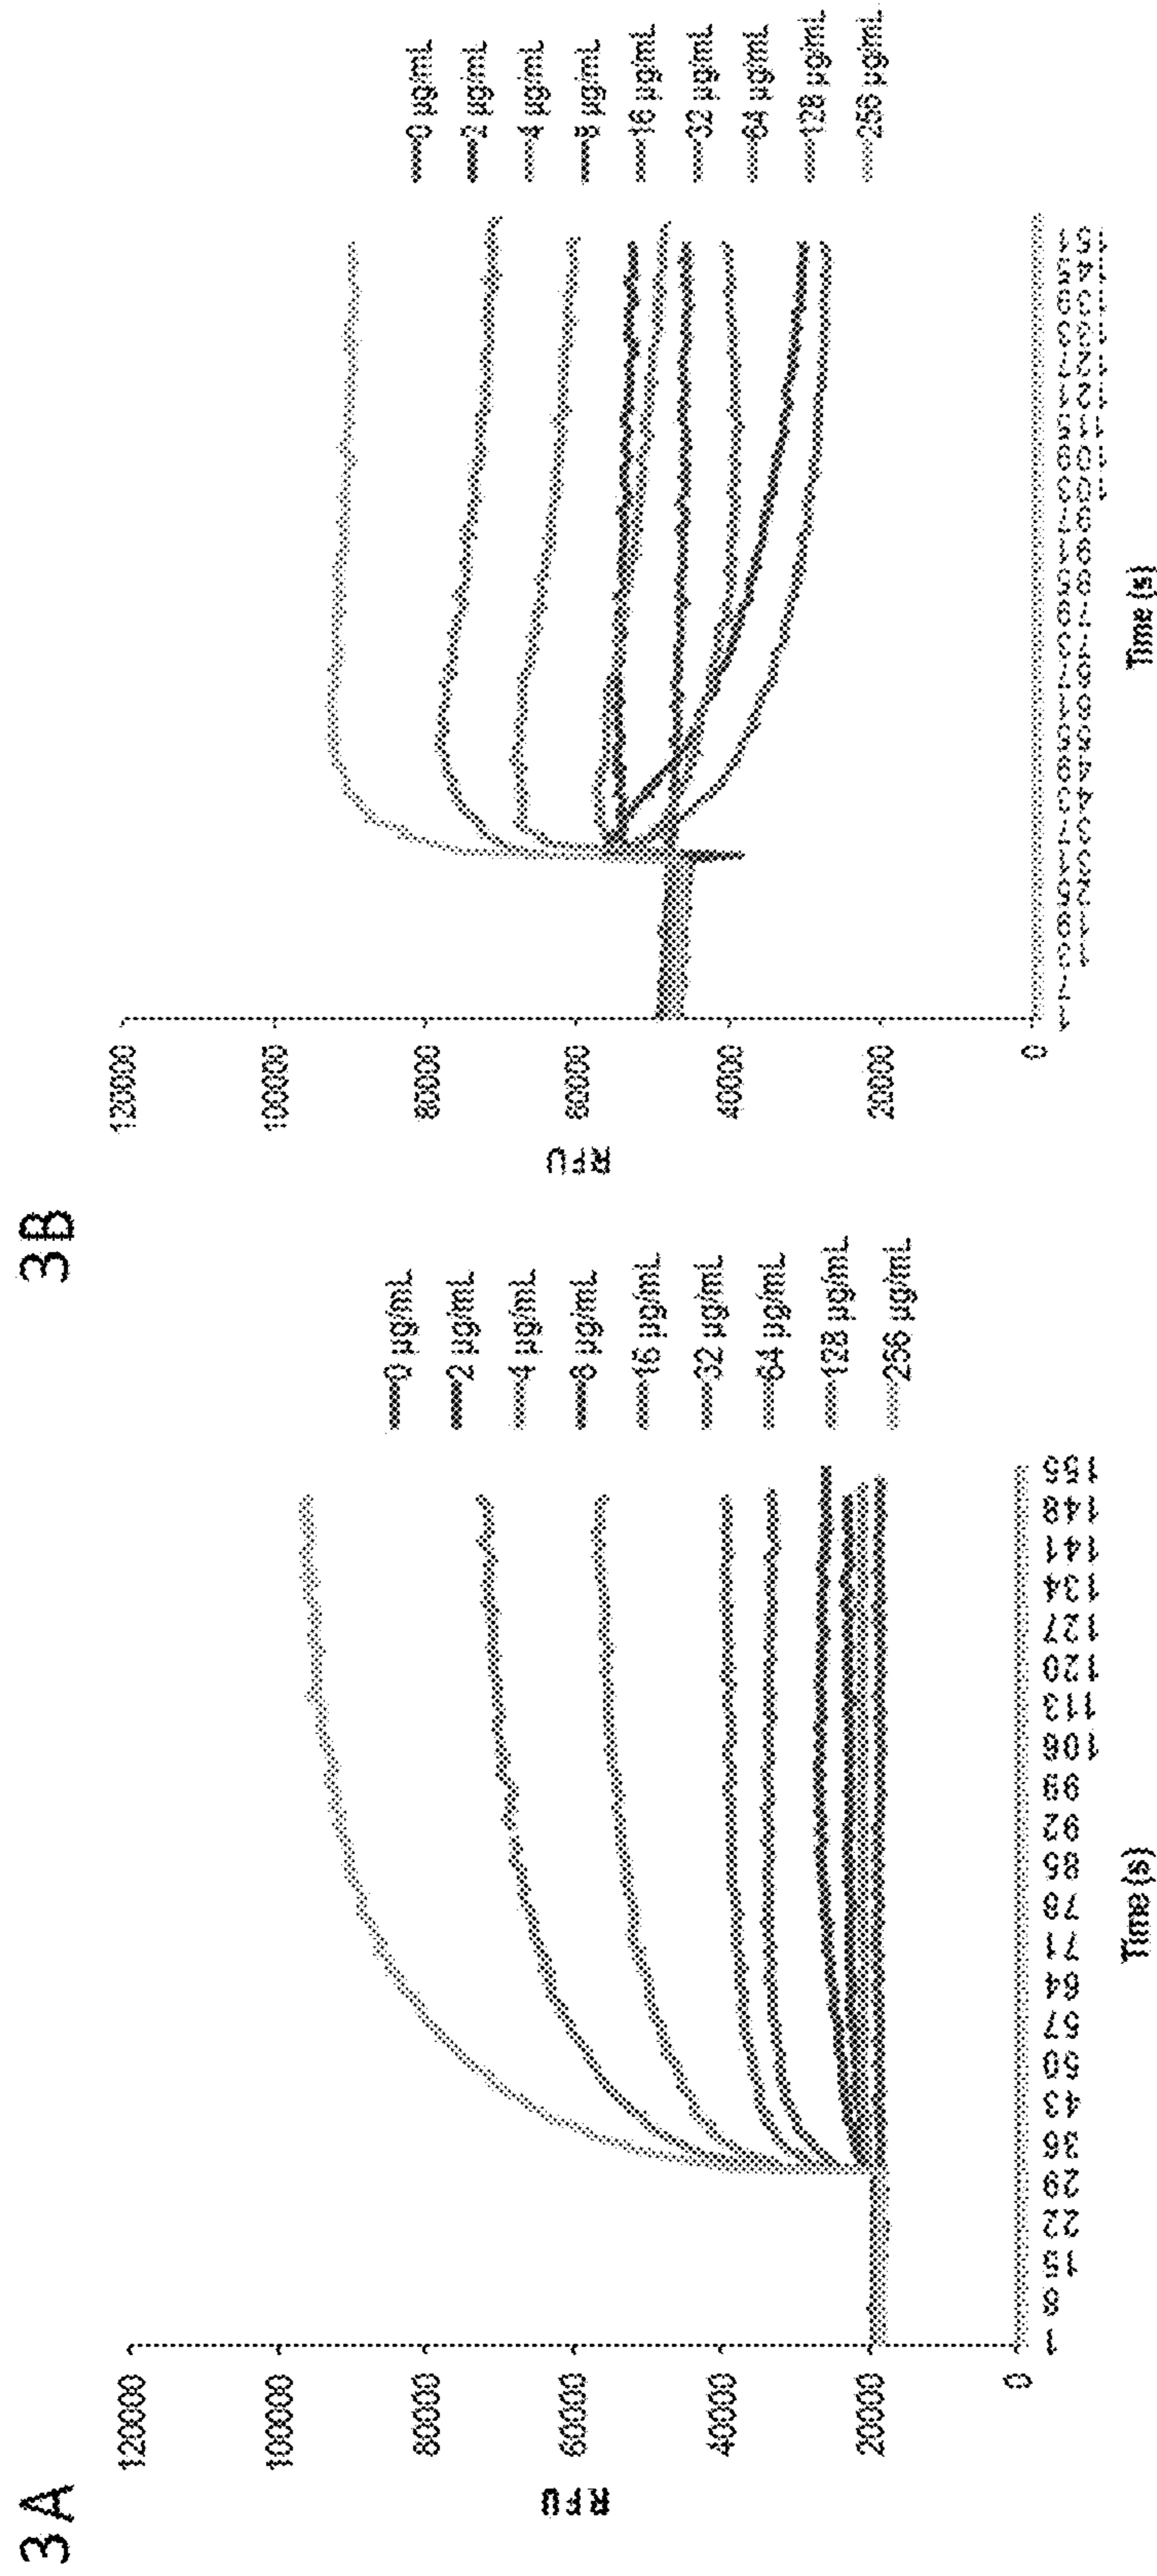 3A
RFU
120000
100000
80000
60000
40000
20000
0
1
8
15
22
29
36
43
50
57
64
71
78
85
92
99
106
113
120
127
134
141
148
155
Time (s)
0 µg/mL
2 µg/mL
4 µg/mL
8 µg/mL
16 µg/mL
32 µg/mL
64 µg/mL
128 µg/mL
256 µg/mL
3B
RFU
120000
100000
80000
60000
40000
20000
0
Time (s)
0 µg/mL
2 µg/mL
4 µg/mL
8 µg/mL
16 µg/mL
32 µg/mL
64 µg/mL
128 µg/mL
256 µg/mL